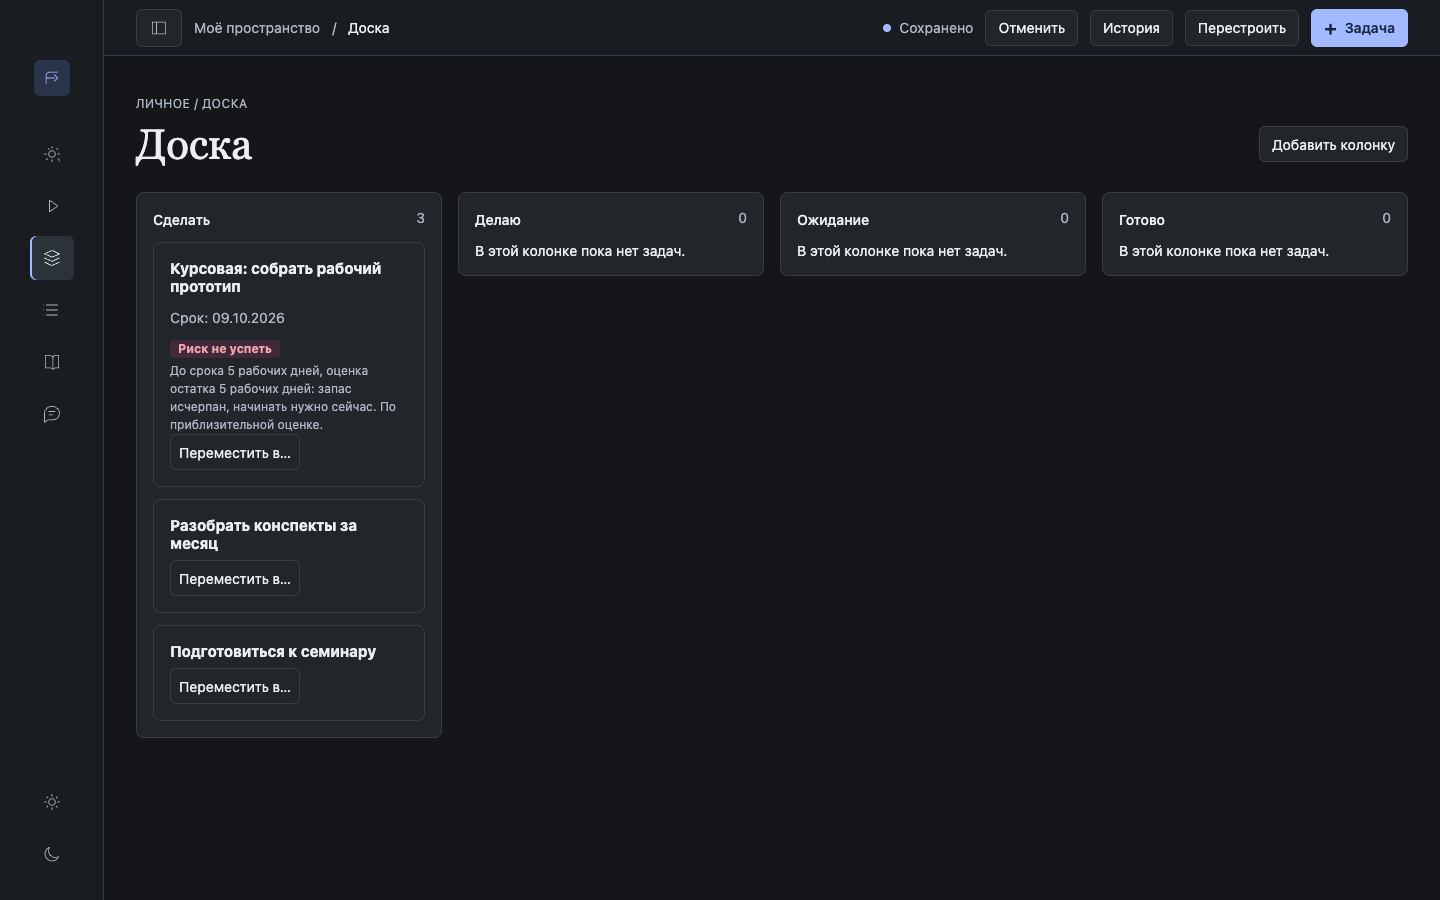 Моё пространство / Доска
Сохранено
Отменить
История
Перестроить
+ Задача
ЛИЧНОЕ / ДОСКА
Доска
Добавить колонку
Сделать 3
Курсовая: собрать рабочий
прототип
Срок: 09.10.2026
Риск не успеть
До срока 5 рабочих дней, оценка
остатка 5 рабочих дней: запас
исчерпан, начинать нужно сейчас. По
приблизительной оценке.
Переместить в...
Разобрать конспекты за
месяц
Переместить в...
Подготовиться к семинару
Переместить в...
Делаю 0
В этой колонке пока нет задач.
Ожидание 0
В этой колонке пока нет задач.
Готово 0
В этой колонке пока нет задач.